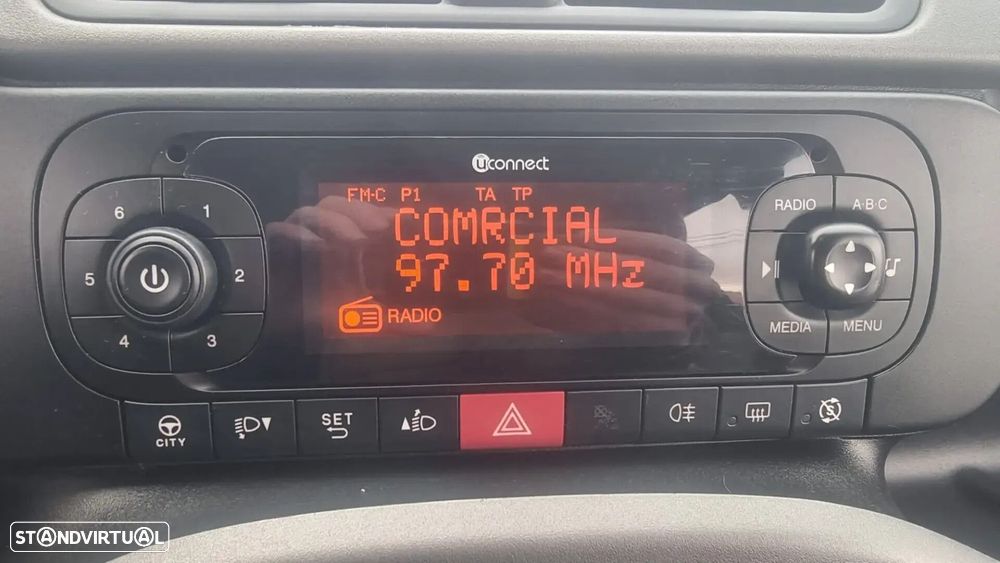 uconnect
FM-C P1 TA TP
COMRCIAL
97.70 MHz
RADIO
6 1
5 2
4 3
RADIO A·B·C
MEDIA MENU
CITY
SET
S
STANDVIRTUAL